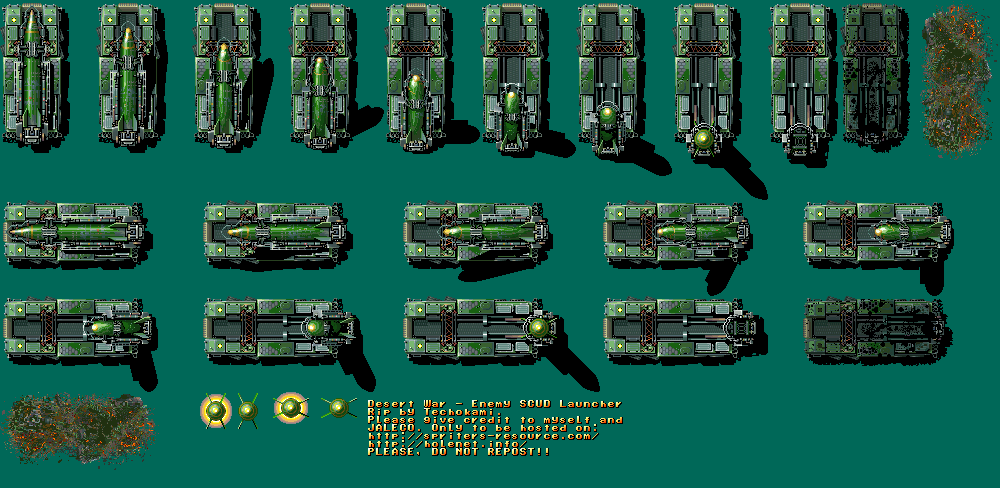 Desert War - Enemy SCUD Launcher
Rip by Techokami.
Please give credit to myself and
JALECO. Only to be hosted on:
http://spriters-resource.com/
http://holenet.info/
PLEASE, DO NOT REPOST!!